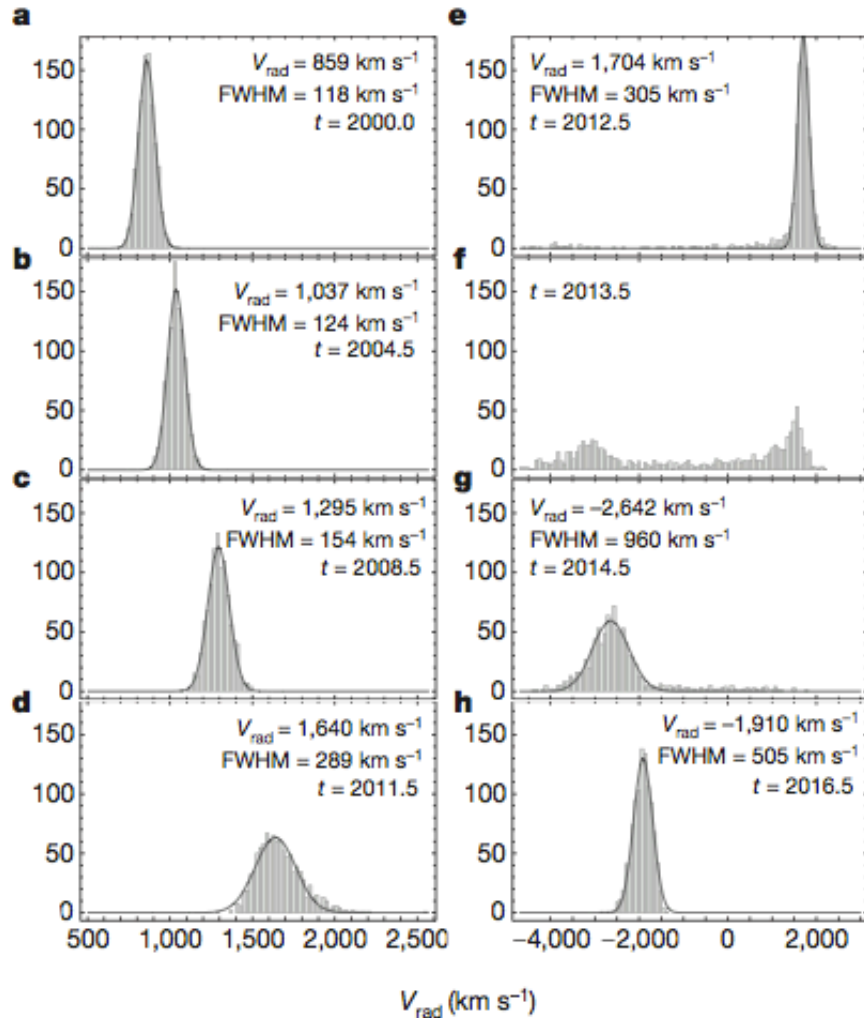 a
150
100
50
0
V_rad = 859 km s⁻¹
FWHM = 118 km s⁻¹
t = 2000.0
b
150
100
50
0
V_rad = 1,037 km s⁻¹
FWHM = 124 km s⁻¹
t = 2004.5
c
150
100
50
0
V_rad = 1,295 km s⁻¹
FWHM = 154 km s⁻¹
t = 2008.5
d
150
100
50
0
V_rad = 1,640 km s⁻¹
FWHM = 289 km s⁻¹
t = 2011.5
500 1,000 1,500 2,000 2,500
e
150
100
50
0
V_rad = 1,704 km s⁻¹
FWHM = 305 km s⁻¹
t = 2012.5
f
150
100
50
0
t = 2013.5
g
150
100
50
0
V_rad = –2,642 km s⁻¹
FWHM = 960 km s⁻¹
t = 2014.5
h
150
100
50
0
V_rad = –1,910 km s⁻¹
FWHM = 505 km s⁻¹
t = 2016.5
–4,000 –2,000 0 2,000
V_rad (km s⁻¹)